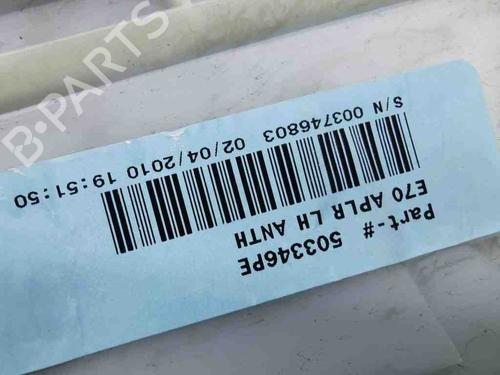 Part-# 503346PE
E70 APLR LH ANTH
S/N 003746803 02/04/2010 19:51:50
B-PARTS